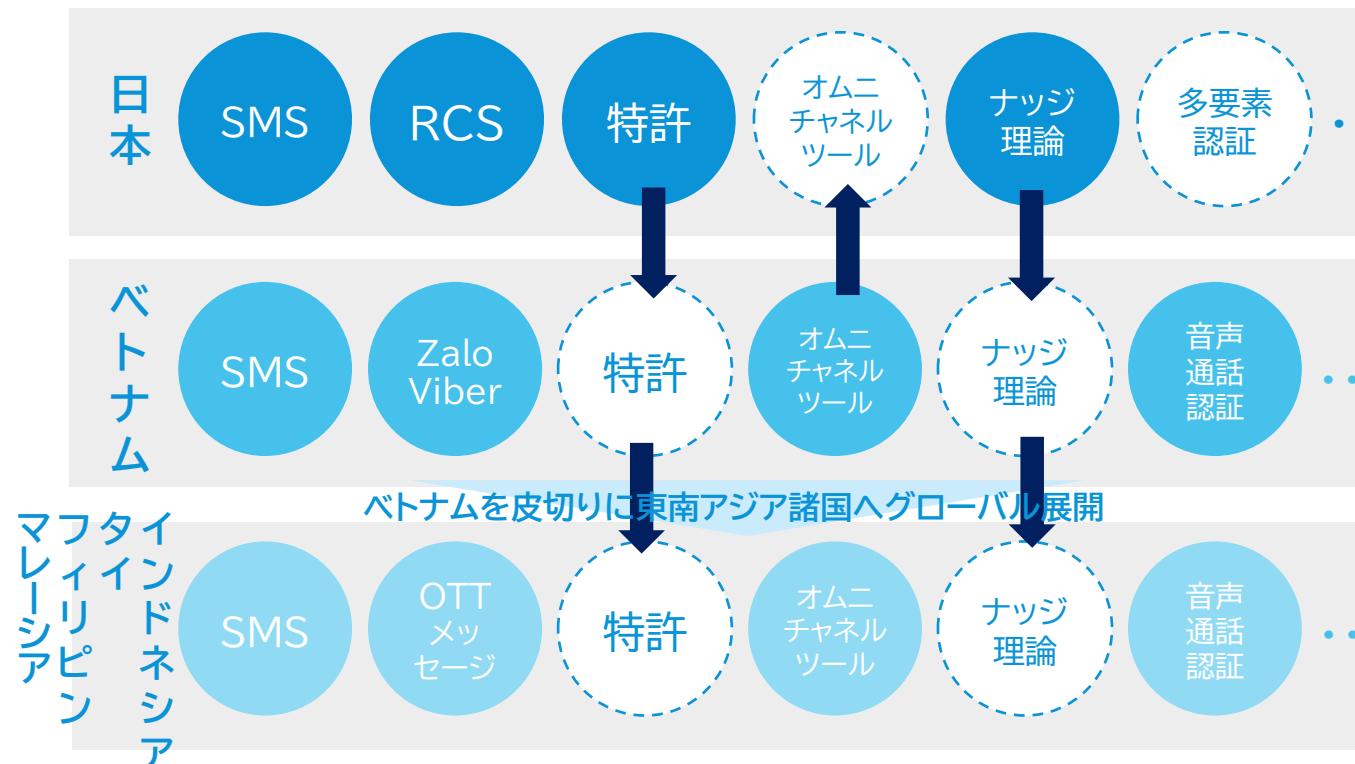 日本
SMS
RCS
特許
オムニ
チャネル
ツール
ナッジ
理論
多要素
認証
ベトナム
SMS
Zalo
Viber
特許
オムニ
チャネル
ツール
ナッジ
理論
音声
通話
認証
ベトナムを皮切りに東南アジア諸国へグローバル展開
インドネシア
タイ
フィリピン
マレーシア
SMS
OTT
メッ
セージ
特許
オムニ
チャネル
ツール
ナッジ
理論
音声
通話
認証